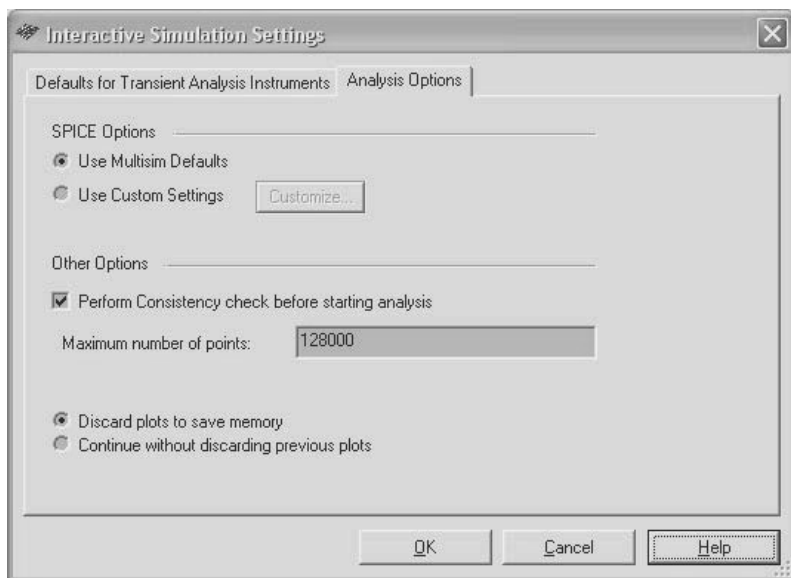 Interactive Simulation Settings
Defaults for Transient Analysis Instruments
Analysis Options
SPICE Options
Use Multisim Defaults
Use Custom Settings
Customize...
Other Options
Perform Consistency check before starting analysis
Maximum number of points:
128000
Discard plots to save memory
Continue without discarding previous plots
OK
Cancel
Help